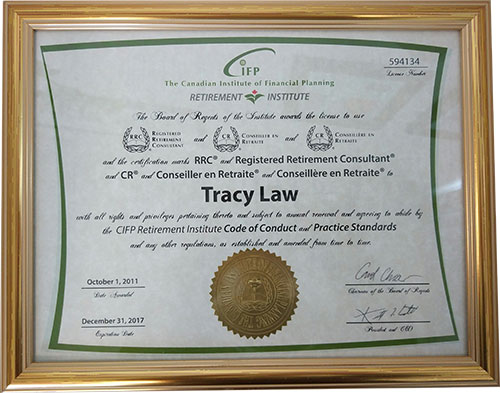 CIFP
594134
License Number
The Canadian Institute of Financial Planning
RETIREMENT INSTITUTE
The Board of Regents of the Institute awards the license to use
RRC® REGISTERED RETIREMENT CONSULTANT® and CR® CONSEILLER EN RETRAITE® and CR® CONSEILLÈRE EN RETRAITE®
and the certification marks RRC® and Registered Retirement Consultant®
and CR® and Conseiller en Retraite® and Conseillère en Retraite® to
Tracy Law
with all rights and privileges pertaining thereto and subject to annual renewal and agreeing to abide by
the CIFP Retirement Institute Code of Conduct and Practice Standards
and any other regulations, as established and amended from time to time.
October 1, 2011
Date Awarded
Chairman of the Board of Regents
December 31, 2017
Expiration Date
President and CEO